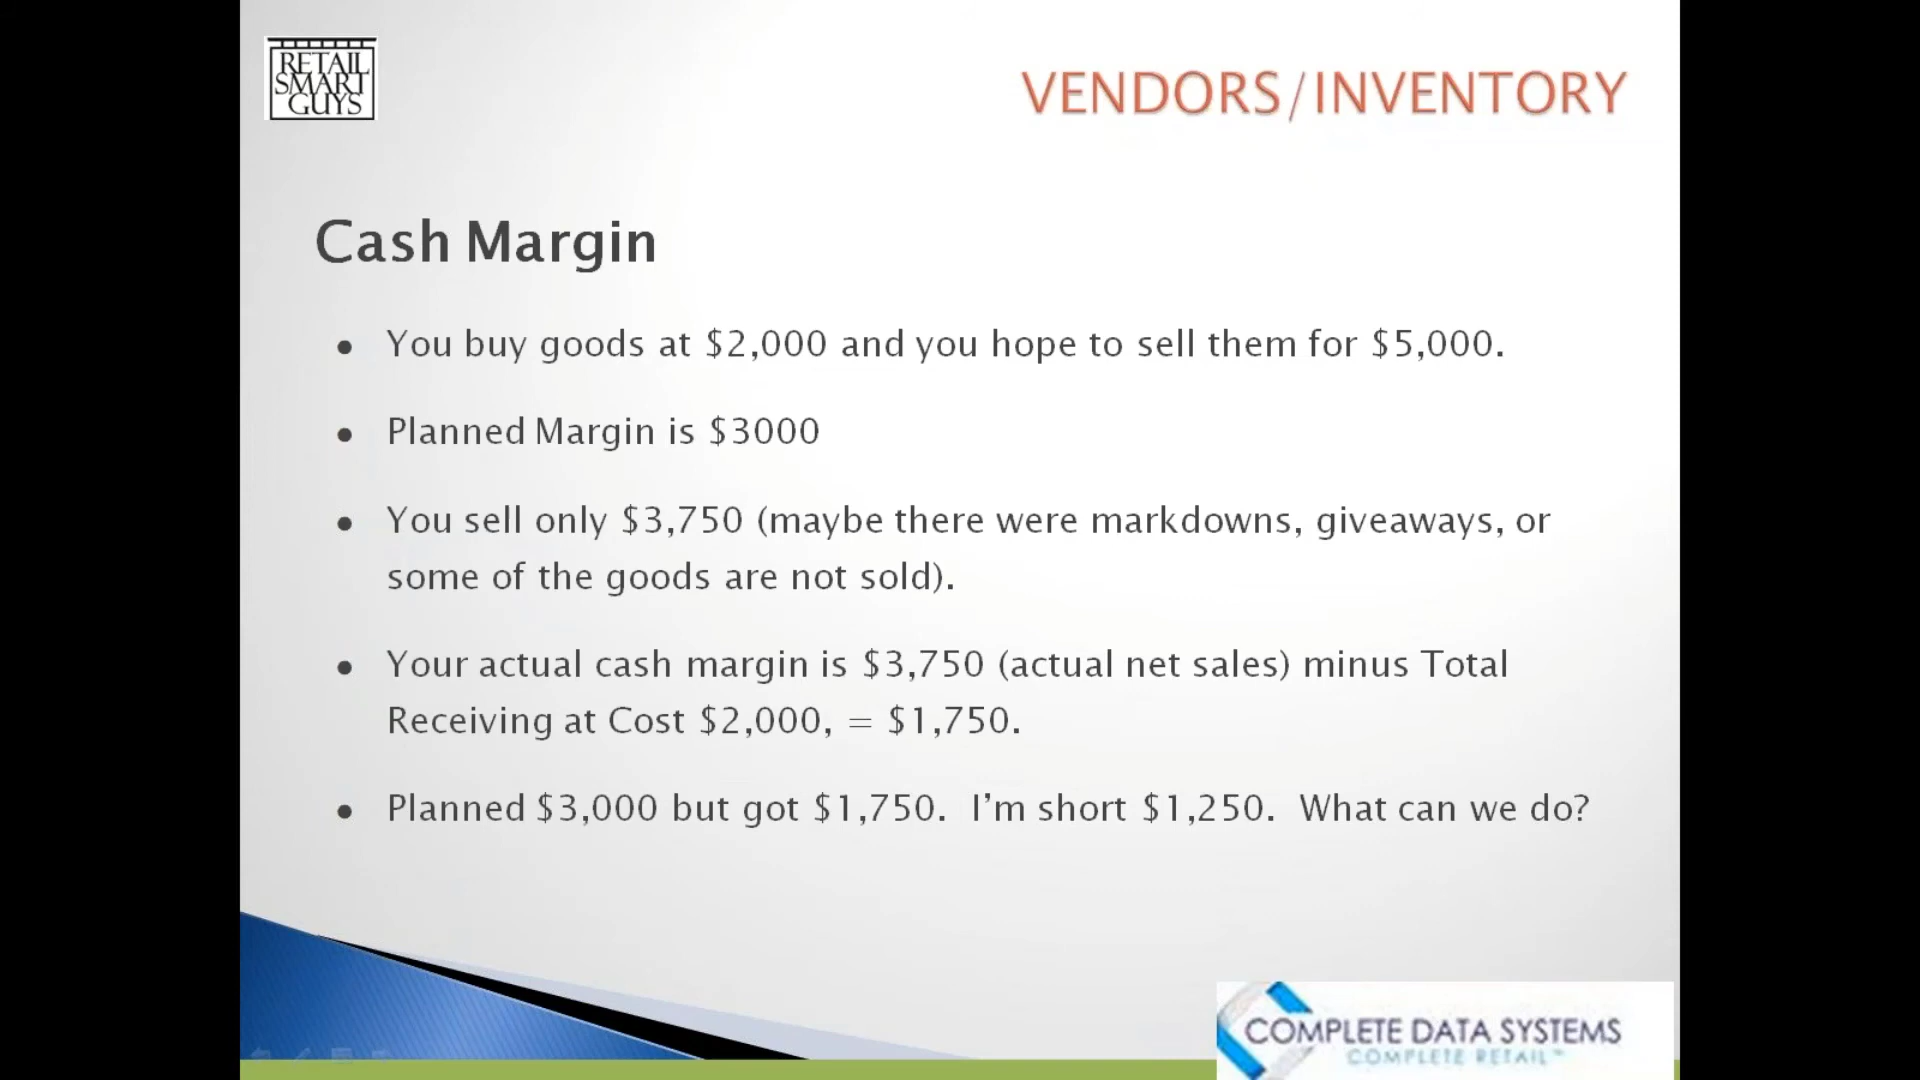 RETAIL
SMART
GUYS
VENDORS/INVENTORY
Cash Margin
• You buy goods at $2,000 and you hope to sell them for $5,000.
• Planned Margin is $3000
• You sell only $3,750 (maybe there were markdowns, giveaways, or
some of the goods are not sold).
• Your actual cash margin is $3,750 (actual net sales) minus Total
Receiving at Cost $2,000, = $1,750.
• Planned $3,000 but got $1,750.  I’m short $1,250.  What can we do?
COMPLETE DATA SYSTEMS
COMPLETE RETAIL™